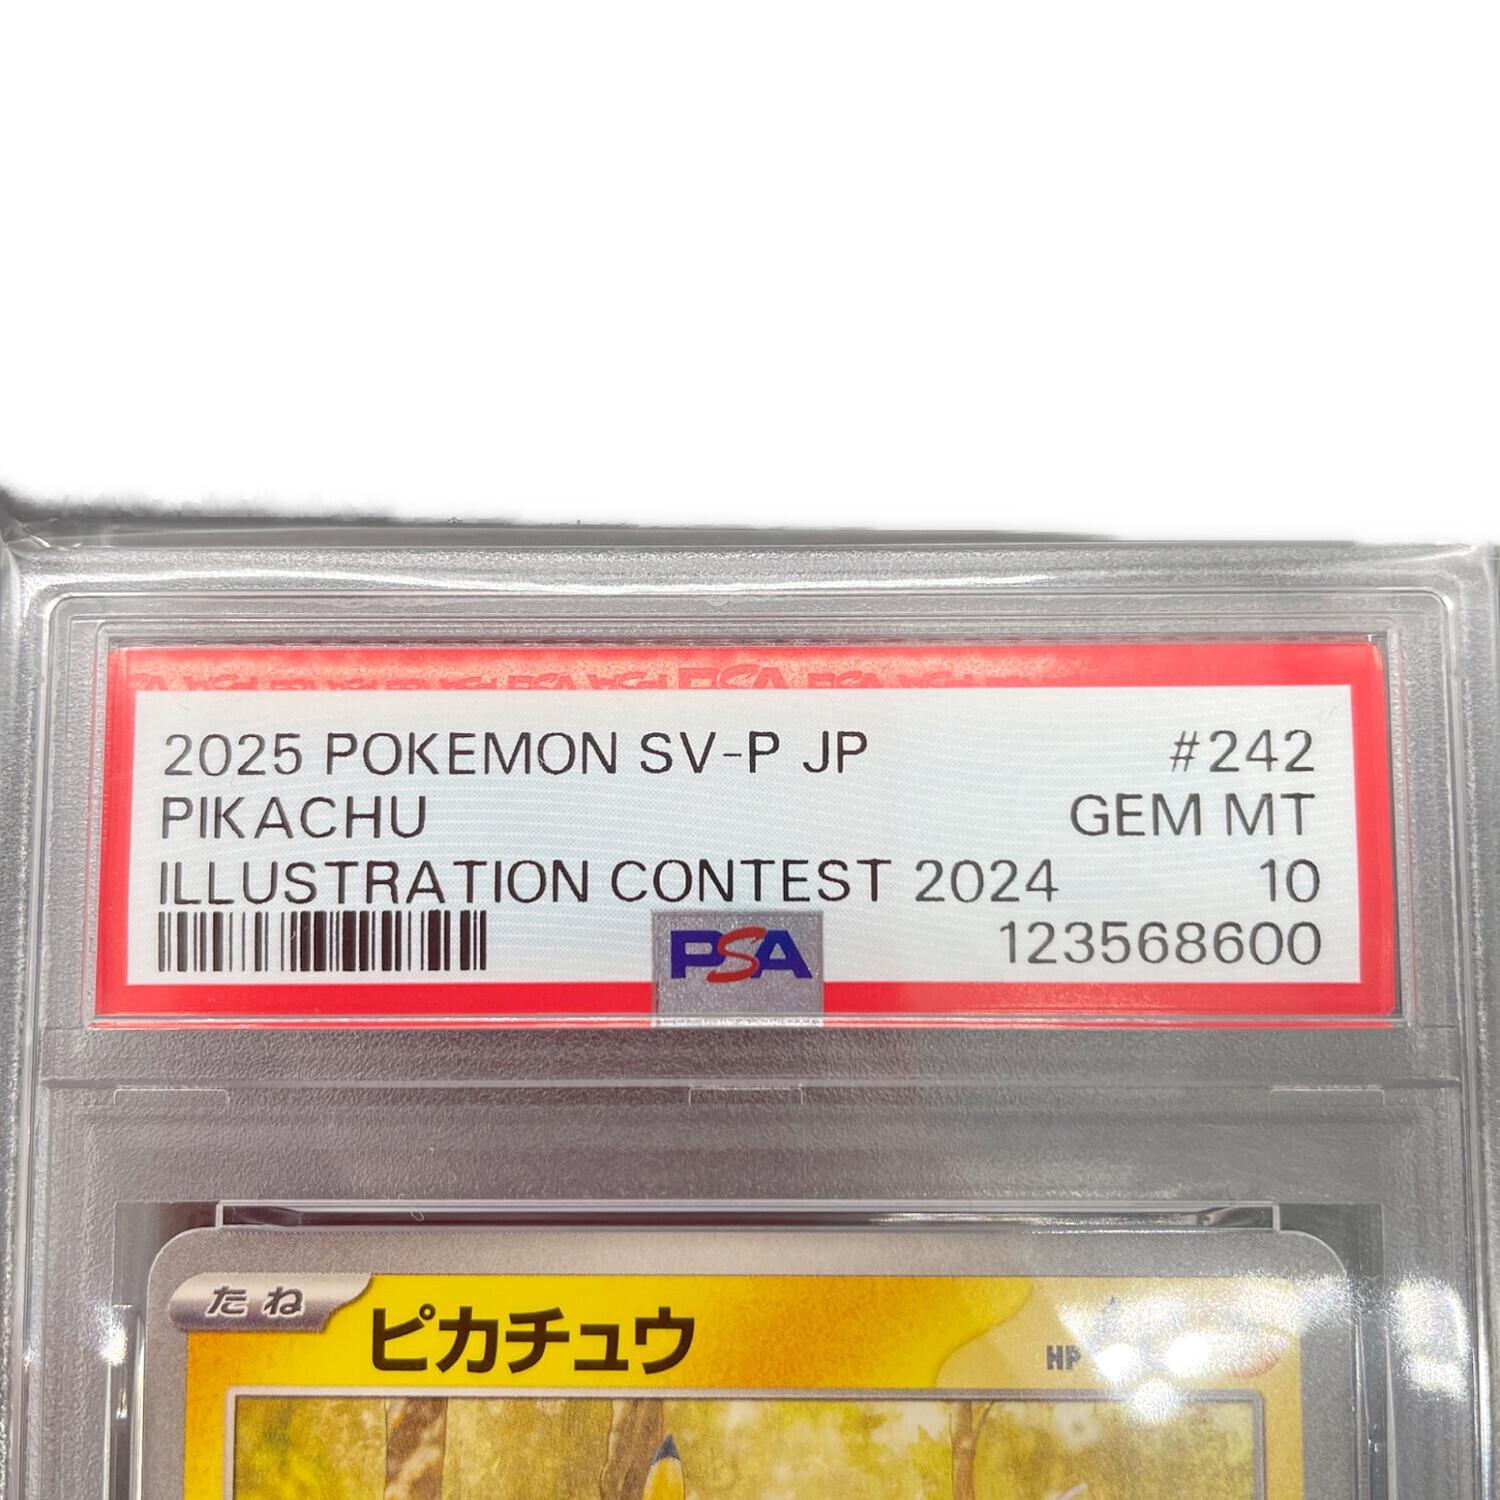 2025 POKEMON SV-P JP #242
PIKACHU GEM MT
ILLUSTRATION CONTEST 2024 10
PSA 123568600
たね ピカチュウ HP